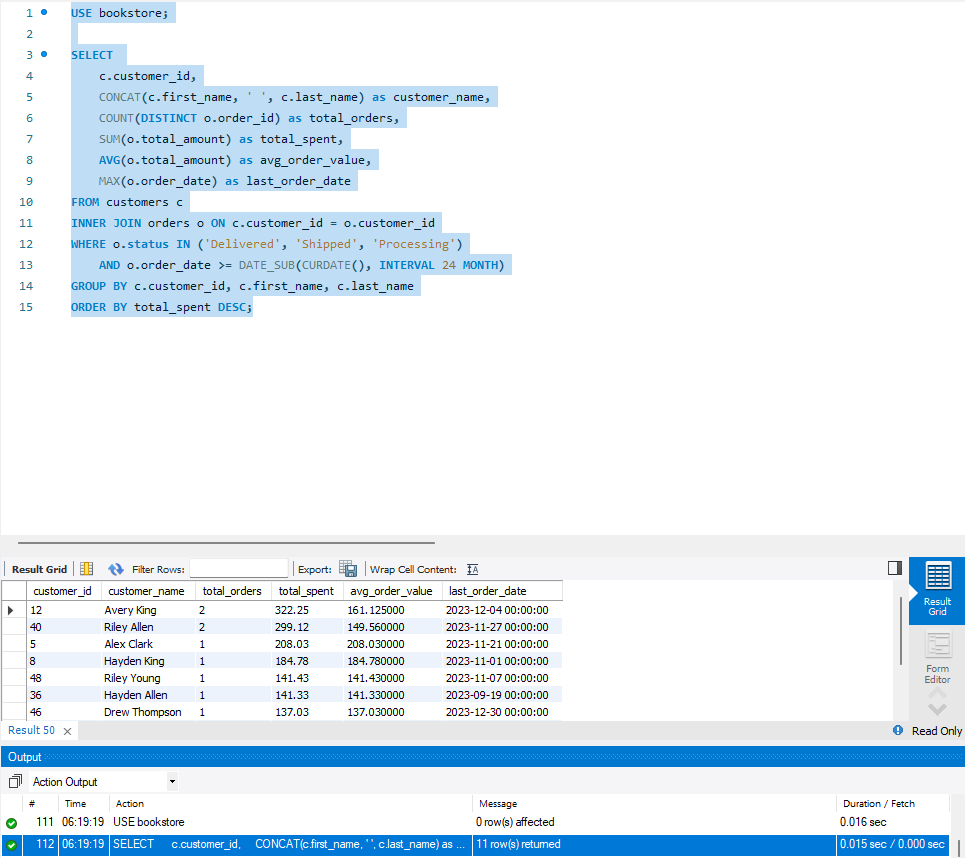 1 USE bookstore;
2
3 SELECT
4 c.customer_id,
5 CONCAT(c.first_name, ' ', c.last_name) as customer_name,
6 COUNT(DISTINCT o.order_id) as total_orders,
7 SUM(o.total_amount) as total_spent,
8 AVG(o.total_amount) as avg_order_value,
9 MAX(o.order_date) as last_order_date
10 FROM customers c
11 INNER JOIN orders o ON c.customer_id = o.customer_id
12 WHERE o.status IN ('Delivered', 'Shipped', 'Processing')
13 AND o.order_date >= DATE_SUB(CURDATE(), INTERVAL 24 MONTH)
14 GROUP BY c.customer_id, c.first_name, c.last_name
15 ORDER BY total_spent DESC;
Result Grid Filter Rows: Export: Wrap Cell Content: IA
customer_id customer_name total_orders total_spent avg_order_value last_order_date
12 Avery King 2 322.25 161.125000 2023-12-04 00:00:00
40 Riley Allen 2 299.12 149.560000 2023-11-27 00:00:00
5 Alex Clark 1 208.03 208.030000 2023-11-21 00:00:00
8 Hayden King 1 184.78 184.780000 2023-11-01 00:00:00
48 Riley Young 1 141.43 141.430000 2023-11-07 00:00:00
36 Hayden Allen 1 141.33 141.330000 2023-09-19 00:00:00
46 Drew Thompson 1 137.03 137.030000 2023-12-30 00:00:00
Result
Grid
Form
Editor
Result 50 Read Only
Output
Action Output
# Time Action Message Duration / Fetch
111 06:19:19 USE bookstore 0 row(s) affected 0.016 sec
112 06:19:19 SELECT c.customer_id, CONCAT(c.first_name, ' ', c.last_name) as ... 11 row(s) returned 0.015 sec / 0.000 sec